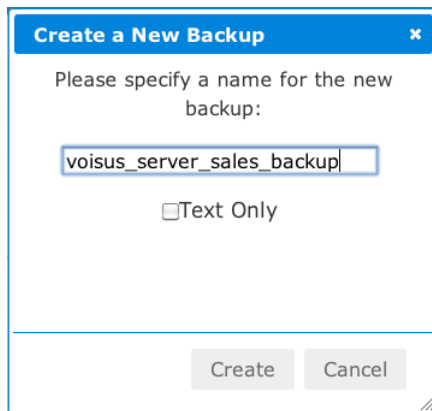 Create a New Backup
Please specify a name for the new
backup:
voisus_server_sales_backup
Text Only
Create Cancel